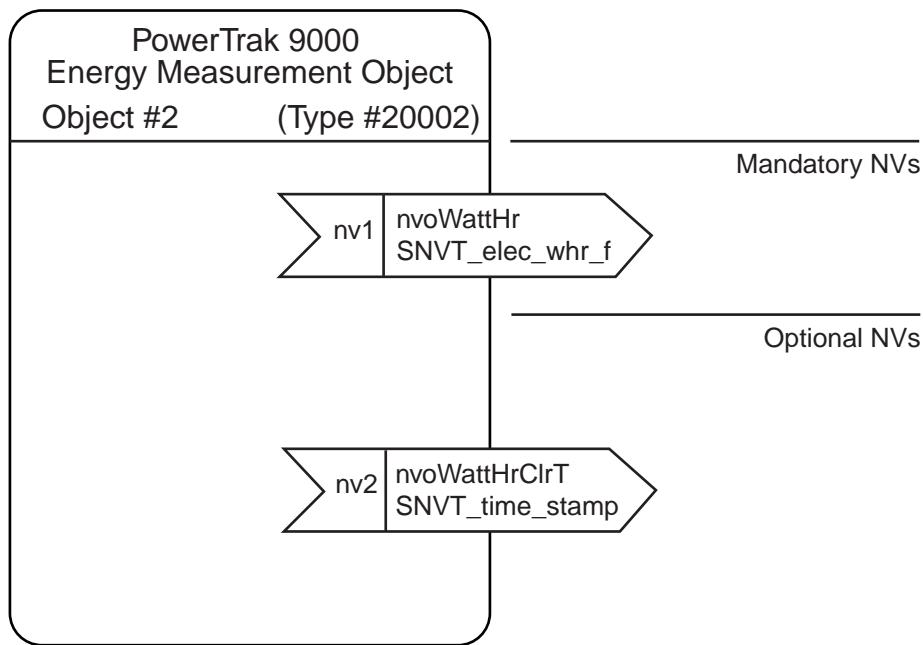 PowerTrak 9000
Energy Measurement Object
Object #2 (Type #20002)
Mandatory NVs
nv1 nvoWattHr
SNVT_elec_whr_f
Optional NVs
nv2 nvoWattHrClrT
SNVT_time_stamp